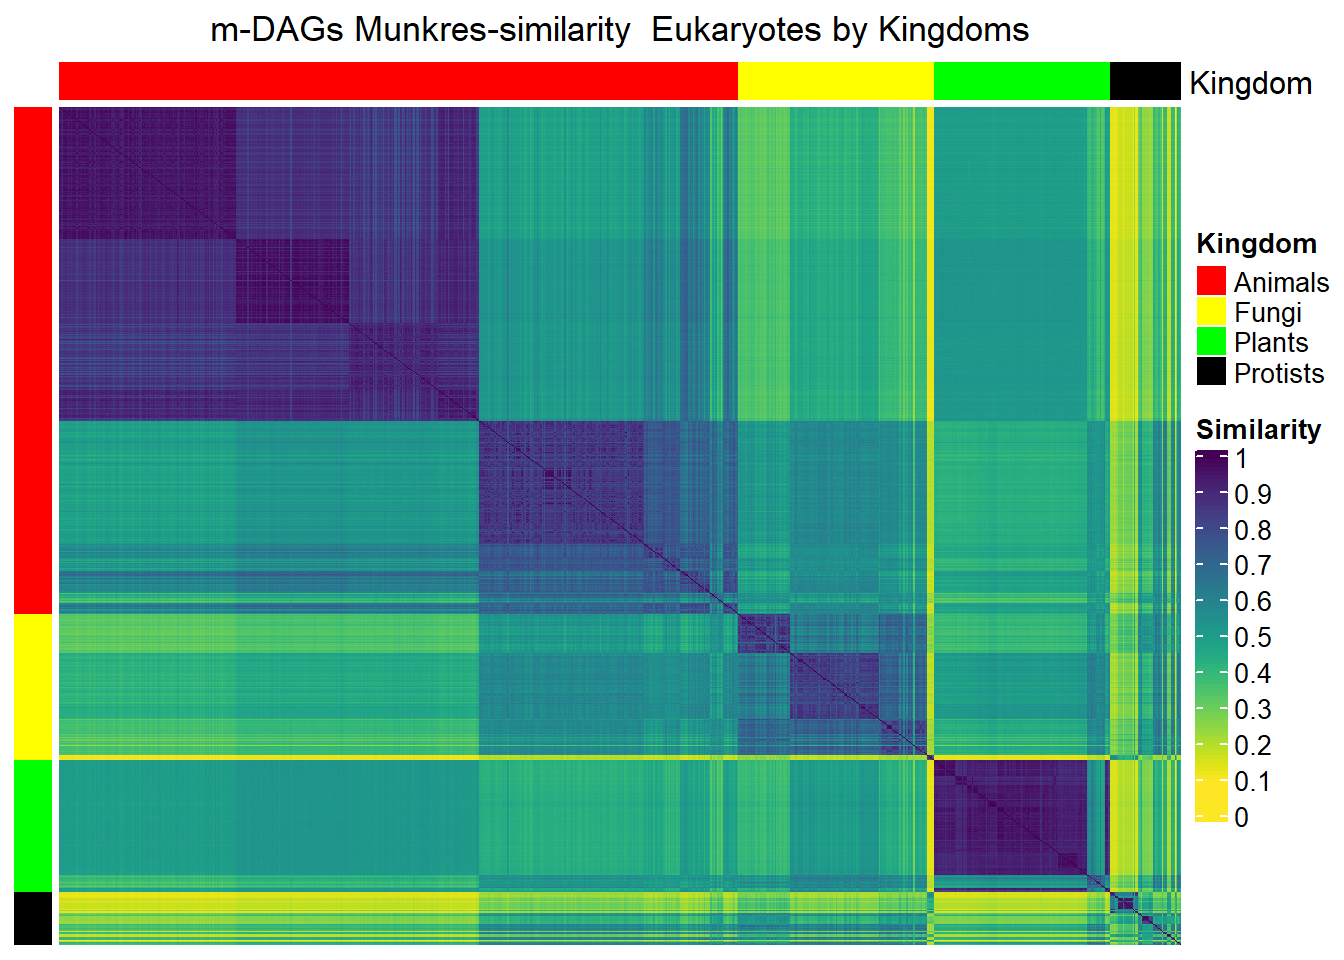 m-DAGs Munkres-similarity  Eukaryotes by Kingdoms
Kingdom
Kingdom
Animals
Fungi
Plants
Protists
Similarity
1
0.9
0.8
0.7
0.6
0.5
0.4
0.3
0.2
0.1
0